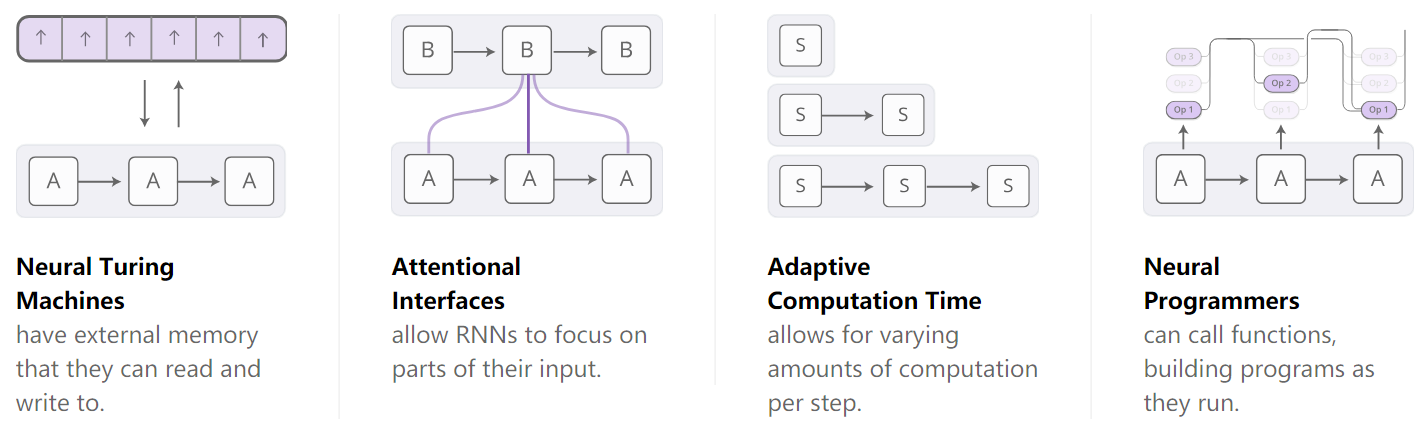 B B B
S
Op 3 Op 3 Op 3
Op 2 Op 2 Op 2
S S
Op 1 Op 1 Op 1
A A A
A A A
S S S
A A A
Neural Turing
Machines
have external memory
that they can read and
write to.
Attentional
Interfaces
allow RNNs to focus on
parts of their input.
Adaptive
Computation Time
allows for varying
amounts of computation
per step.
Neural
Programmers
can call functions,
building programs as
they run.